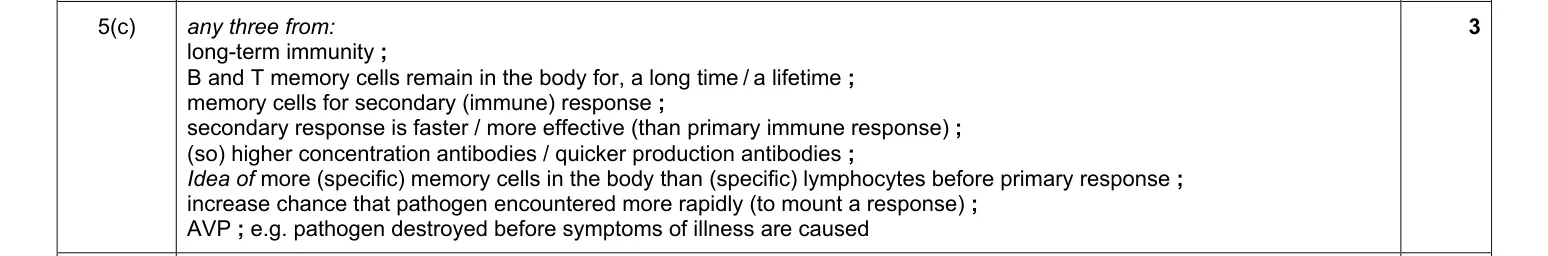 5(c) any three from: 3
long-term immunity ;
B and T memory cells remain in the body for, a long time / a lifetime ;
memory cells for secondary (immune) response ;
secondary response is faster / more effective (than primary immune response) ;
(so) higher concentration antibodies / quicker production antibodies ;
Idea of more (specific) memory cells in the body than (specific) lymphocytes before primary response ;
increase chance that pathogen encountered more rapidly (to mount a response) ;
AVP ; e.g. pathogen destroyed before symptoms of illness are caused